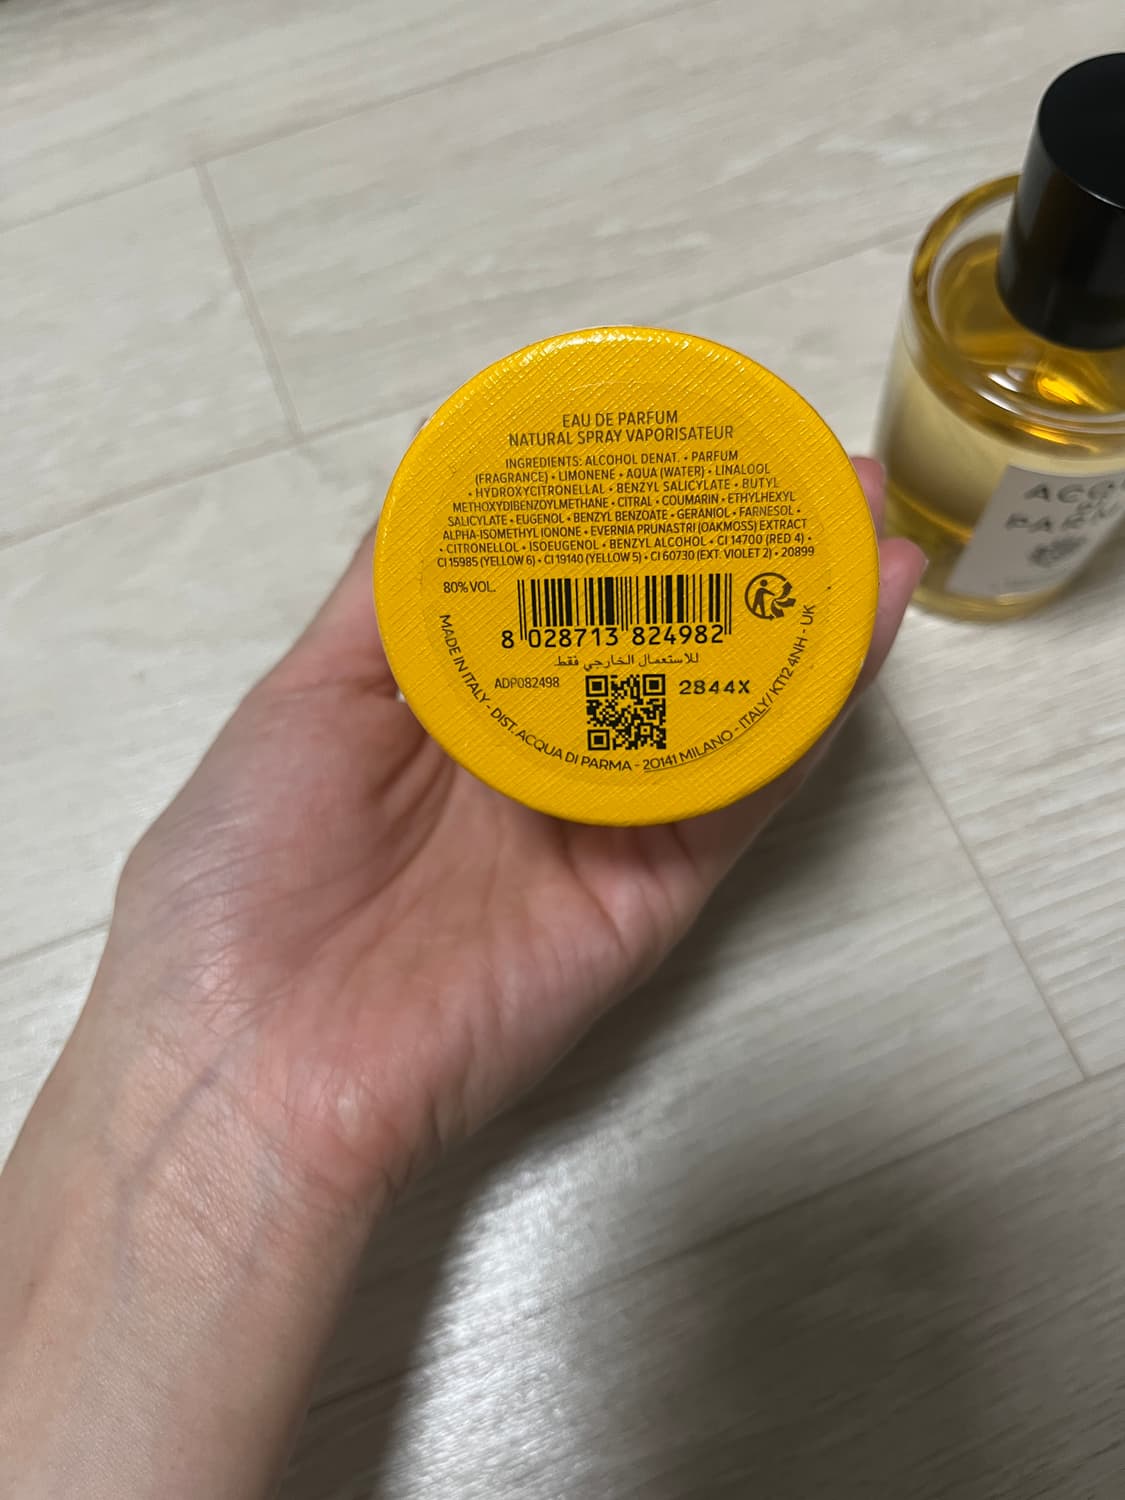 EAU DE PARFUM
NATURAL SPRAY VAPORISATEUR
INGREDIENTS: ALCOHOL DENAT. • PARFUM
(FRAGRANCE) • LIMONENE • AQUA (WATER) • LINALOOL
• HYDROXYCITRONELLAL • BENZYL SALICYLATE • BUTYL
METHOXYDIBENZOYLMETHANE • CITRAL • COUMARIN • ETHYLHEXYL
SALICYLATE • EUGENOL • BENZYL BENZOATE • GERANIOL • FARNESOL •
ALPHA-ISOMETHYL IONONE • EVERNIA PRUNASTRI (OAKMOSS) EXTRACT
• CITRONELLOL • ISOEUGENOL • BENZYL ALCOHOL • CI 14700 (RED 4) •
CI 15985 (YELLOW 6) • CI 19140 (YELLOW 5) • CI 60730 (EXT. VIOLET 2) • 20899
80% VOL.
8 028713 824982
للاستعمال الخارجي فقط
ADP082498
2844X
MADE IN ITALY - DIST. ACQUA DI PARMA - 20141 MILANO - ITALY/ KT12 4NH - UK